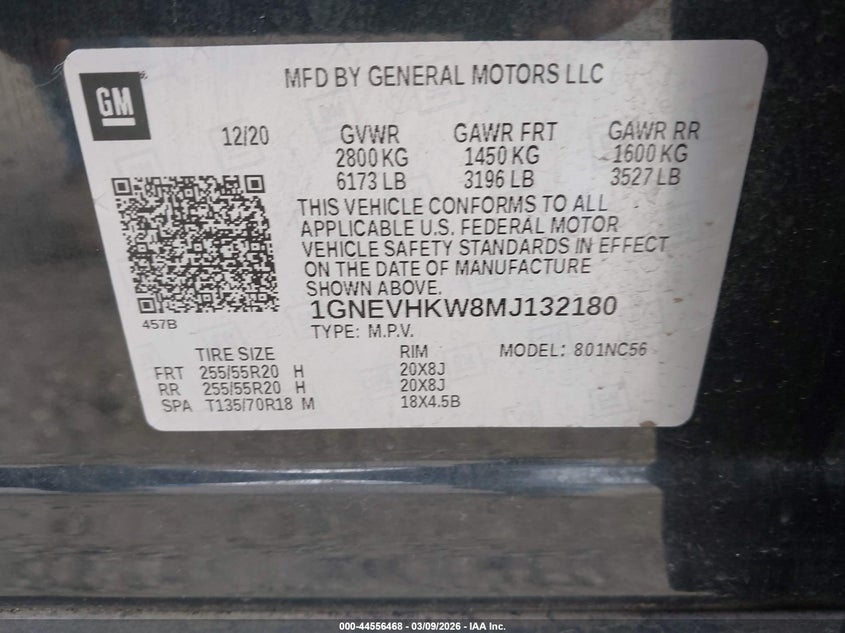 GM
MFD BY GENERAL MOTORS LLC
12/20 GVWR GAWR FRT GAWR RR
2800 KG 1450 KG 1600 KG
6173 LB 3196 LB 3527 LB
THIS VEHICLE CONFORMS TO ALL
APPLICABLE U.S. FEDERAL MOTOR
VEHICLE SAFETY STANDARDS IN EFFECT
ON THE DATE OF MANUFACTURE
SHOWN ABOVE.
1GNEVHKW8MJ132180
457B
TYPE: M.P.V.
TIRE SIZE RIM MODEL: 801NC56
FRT 255/55R20 H 20X8J
RR 255/55R20 H 20X8J
SPA T135/70R18 M 18X4.5B
000-44556468 - 03/09/2026 - IAA Inc.